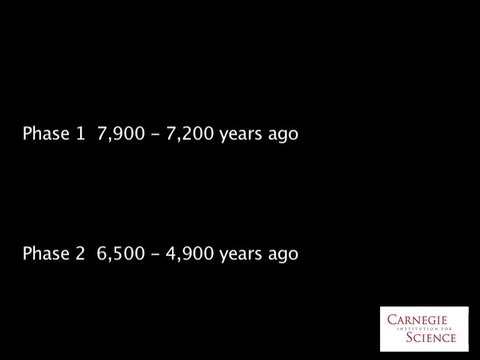 Phase 1 7,900 – 7,200 years ago
Phase 2 6,500 – 4,900 years ago
CARNEGIE
INSTITUTION FOR
SCIENCE